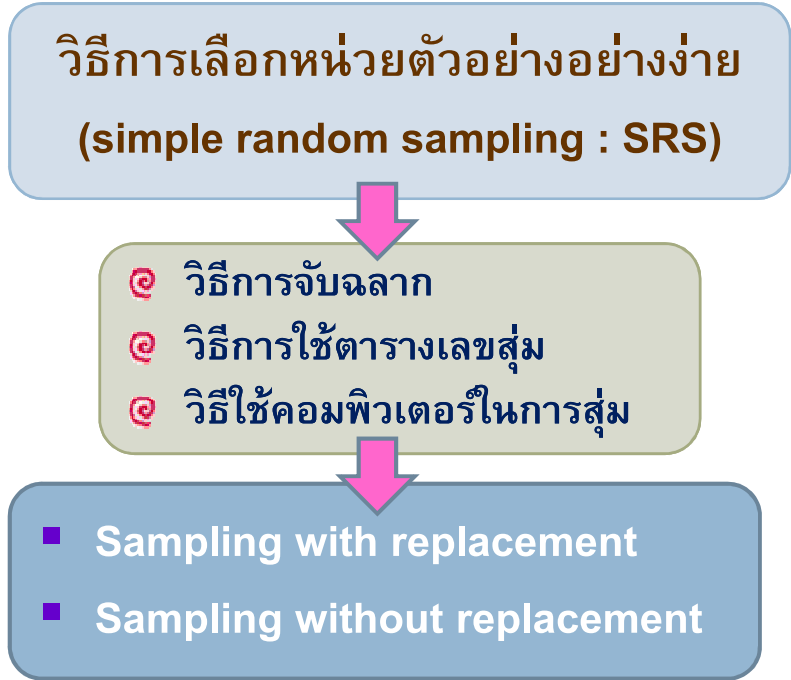 วิธีการเลือกหน่วยตัวอย่างอย่างง่าย
(simple random sampling : SRS)
วิธีการจับฉลาก
วิธีการใช้ตารางเลขสุ่ม
วิธีใช้คอมพิวเตอร์ในการสุ่ม
Sampling with replacement
Sampling without replacement